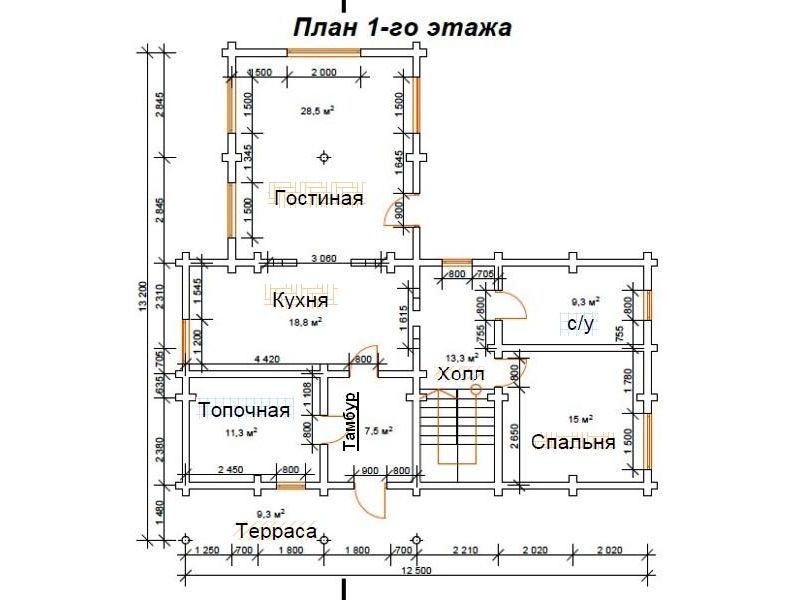 План 1-го этажа
1 500
2 000
2 845
1 500
28,5 м²
1 500
1 345
1 645
Гостиная
2 845
1 500
900
3 060
800
705
13 200
2 310
1 545
Кухня
18,8 м²
1 615
800
9,3 м²
800
с/у
755
755
1 200
705
4 420
800
13,3 м²
Холл
800
1 780
635
1 108
Топочная
11,3 м²
800
Тамбур
7,5 м²
15 м²
Спальня
2 380
2 650
1 500
2 450
800
900
800
1 480
9,3 м²
Терраса
1 250
700
1 800
1 800
700
2 210
2 020
2 020
12 500